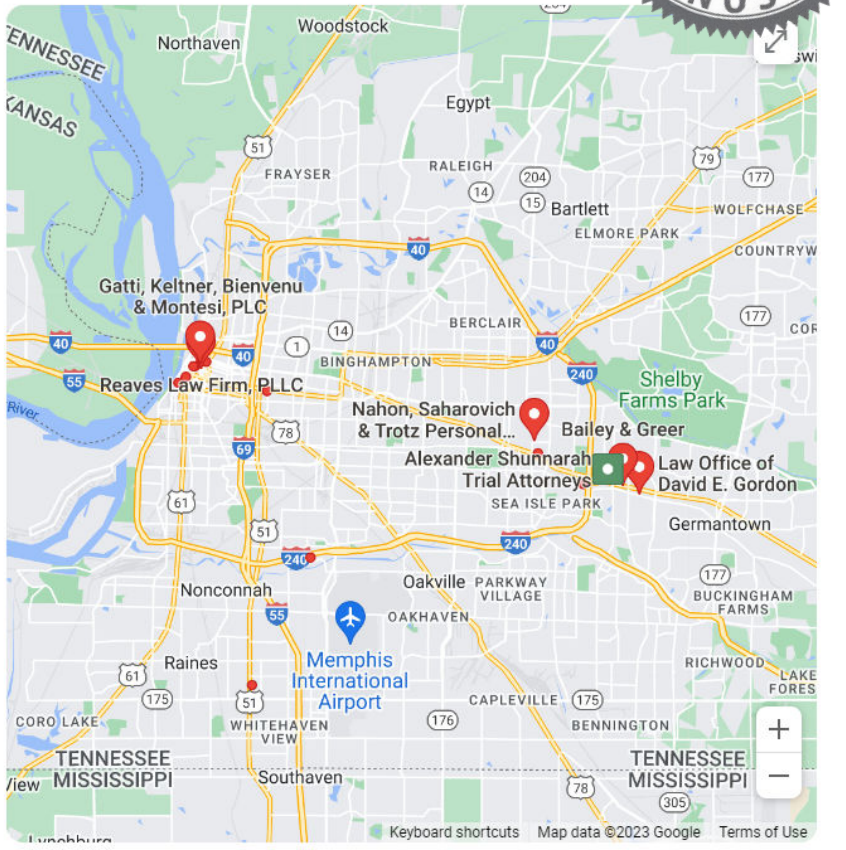 NUS
Woodstock
Northaven
TENNESSEE
KANSAS
Egypt
51
79
RALEIGH
FRAYSER
204
177
14
15
Bartlett
WOLFCHASE
ELMORE PARK
40
COUNTRYW
Gatti, Keltner, Bienvenu
& Montesi, PLC
177
BERCLAIR
14
40
1
40
40
BINGHAMPTON
240
55
Reaves Law Firm, PLLC
Shelby
Farms Park
River
Nahon, Saharovich
& Trotz Personal...
Bailey & Greer
78
69
Alexander Shunnarah
Trial Attorneys
Law Office of
David E. Gordon
61
SEA ISLE PARK
51
Germantown
240
240
Nonconnah
Oakville
PARKWAY
VILLAGE
177
BUCKINGHAM
FARMS
55
OAKHAVEN
Memphis
International
Airport
Raines
RICHWOOD
61
175
LAKE
FORES
51
CAPLEVILLE
175
CORO LAKE
WHITEHAVEN
VIEW
176
BENNINGTON
TENNESSEE
MISSISSIPPI
TENNESSEE
MISSISSIPPI
View
Southaven
78
305
Keyboard shortcuts Map data ©2023 Google Terms of Use